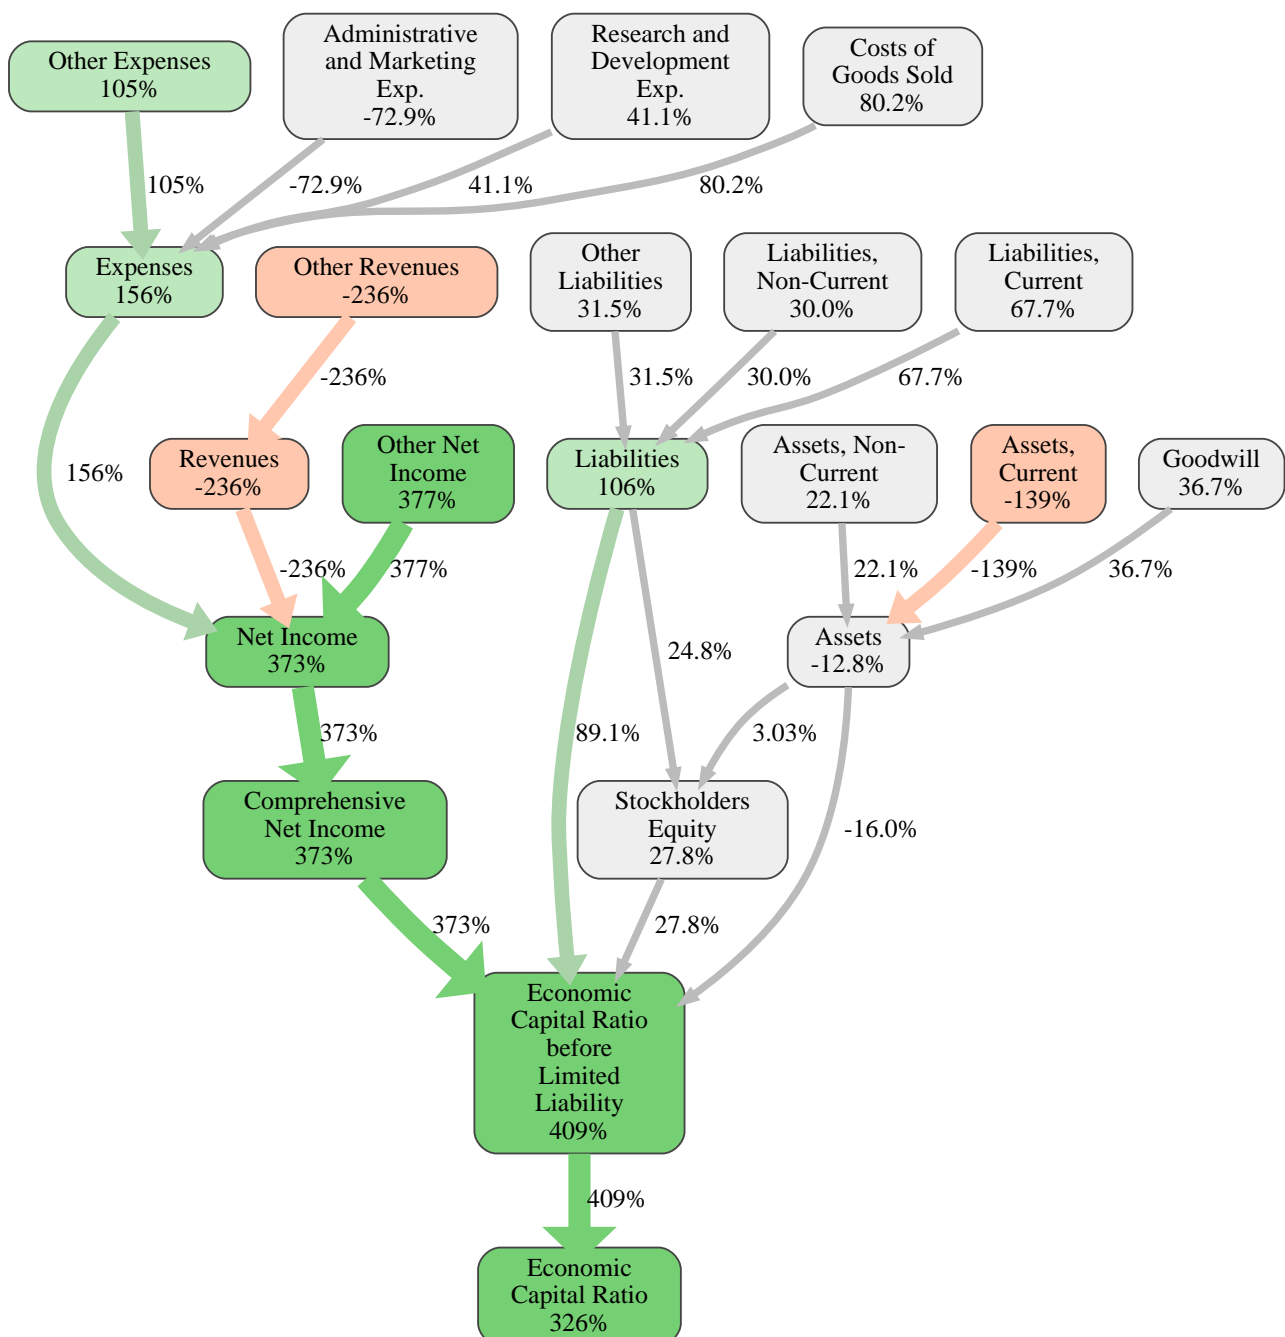 Other Expenses
105%
Administrative
and Marketing
Exp.
-72.9%
Research and
Development
Exp.
41.1%
Costs of
Goods Sold
80.2%
105%
-72.9%
41.1%
80.2%
Expenses
156%
Other Revenues
-236%
Other
Liabilities
31.5%
Liabilities,
Non-Current
30.0%
Liabilities,
Current
67.7%
-236%
31.5%
30.0%
67.7%
156%
Revenues
-236%
Other Net
Income
377%
Liabilities
106%
Assets, Non-
Current
22.1%
Assets,
Current
-139%
Goodwill
36.7%
-236%
377%
22.1%
-139%
36.7%
Net Income
373%
24.8%
Assets
-12.8%
373%
89.1%
3.03%
Comprehensive
Net Income
373%
Stockholders
Equity
27.8%
-16.0%
373%
27.8%
Economic
Capital Ratio
before
Limited
Liability
409%
409%
Economic
Capital Ratio
326%